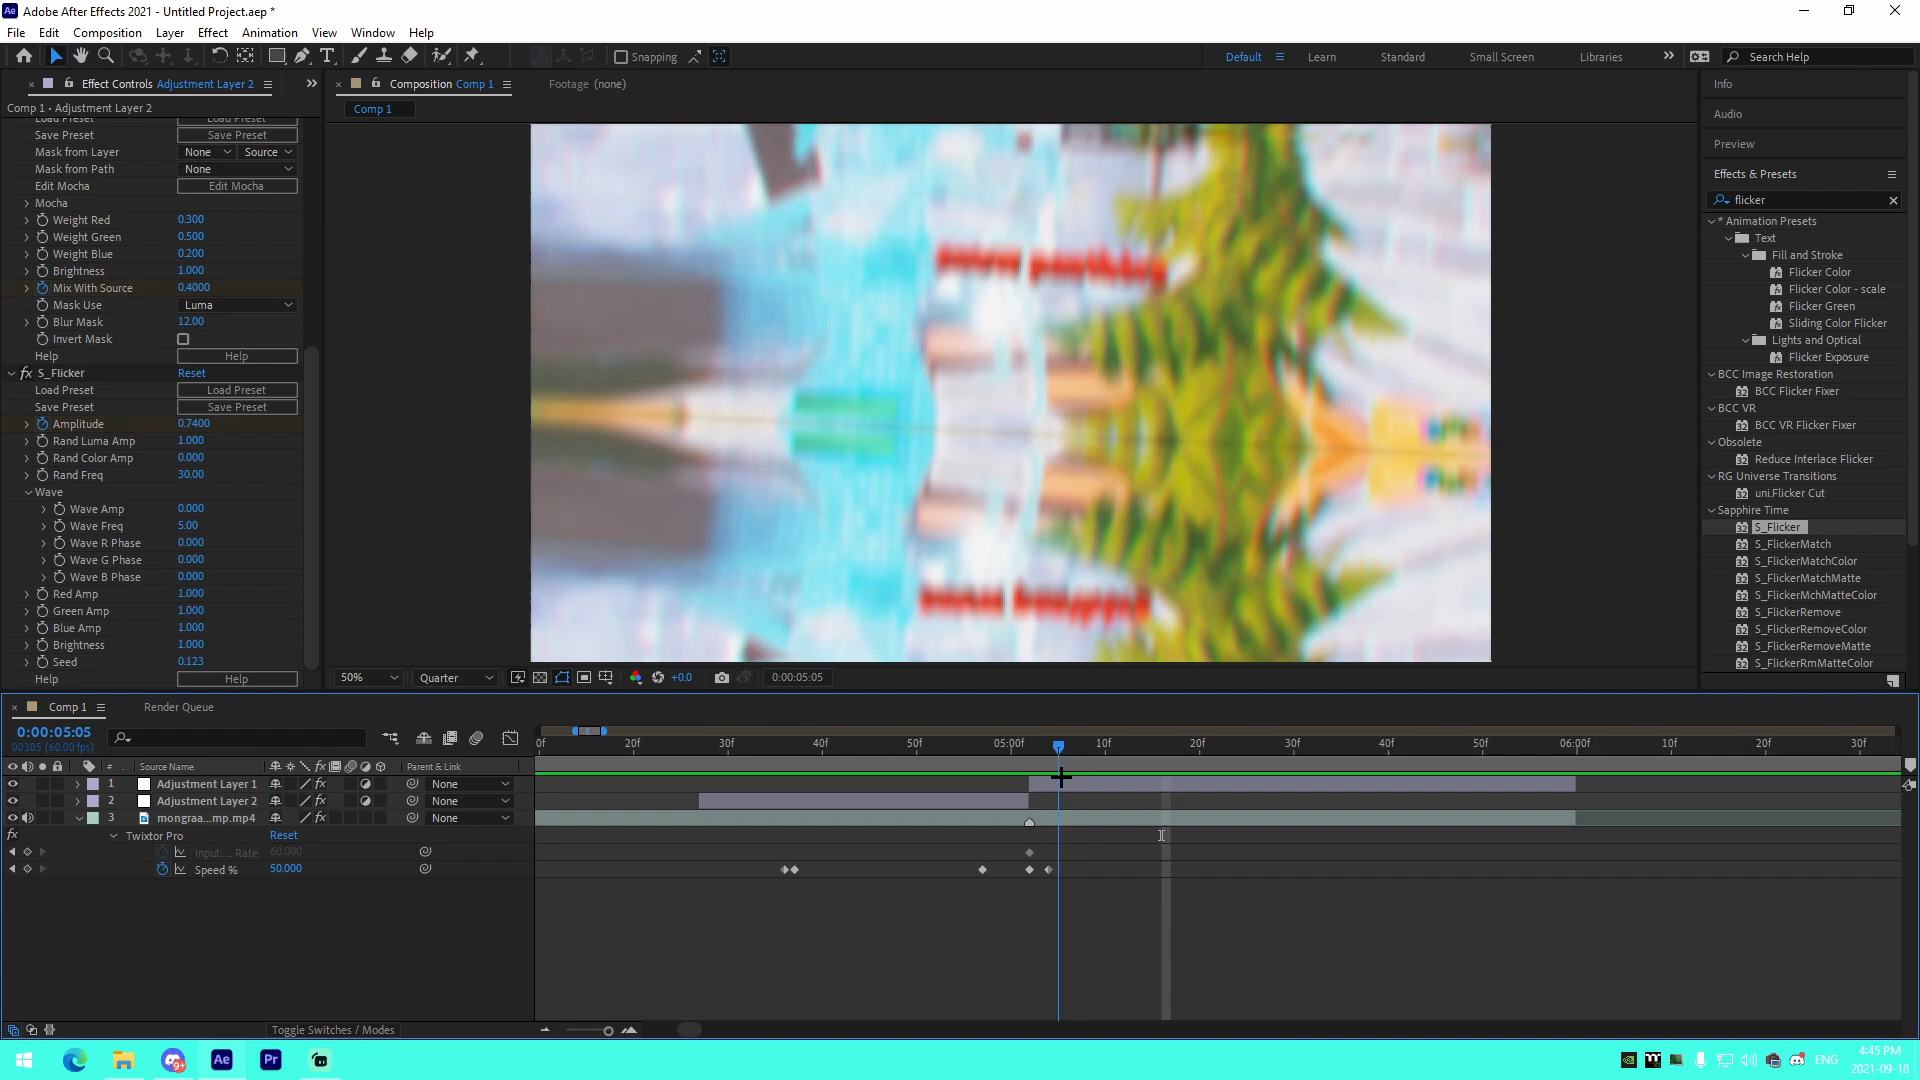 Adobe After Effects 2021 - Untitled Project.aep *
File Edit Composition Layer Effect Animation View Window Help
Snapping
Default Learn Standard Small Screen Libraries Search Help
Effect Controls Adjustment Layer 2
Comp 1 • Adjustment Layer 2
Load Preset Load Preset
Save Preset Save Preset
Mask from Layer None Source
Mask from Path None
Edit Mocha Edit Mocha
Mocha
Weight Red 0.300
Weight Green 0.500
Weight Blue 0.200
Brightness 1.000
Mix With Source 0.4000
Mask Use Luma
Blur Mask 12.00
Invert Mask
Help Help
fx S_Flicker Reset
Load Preset Load Preset
Save Preset Save Preset
Amplitude 0.7400
Rand Luma Amp 1.000
Rand Color Amp 0.000
Rand Freq 30.00
Wave
Wave Amp 0.000
Wave Freq 5.00
Wave R Phase 0.000
Wave G Phase 0.000
Wave B Phase 0.000
Red Amp 1.000
Green Amp 1.000
Blue Amp 1.000
Brightness 1.000
Seed 0.123
Help Help
Composition Comp 1
Footage (none)
Comp 1
50% Quarter +0.0 0:00:05:05
Info
Audio
Preview
Effects & Presets
flicker
* Animation Presets
Text
Fill and Stroke
Flicker Color
Flicker Color - scale
Flicker Green
Sliding Color Flicker
Lights and Optical
Flicker Exposure
BCC Image Restoration
BCC Flicker Fixer
BCC VR
BCC VR Flicker Fixer
Obsolete
Reduce Interlace Flicker
RG Universe Transitions
uni.Flicker Cut
Sapphire Time
S_Flicker
S_FlickerMatch
S_FlickerMatchColor
S_FlickerMatchMatte
S_FlickerMchMatteColor
S_FlickerRemove
S_FlickerRemoveColor
S_FlickerRemoveMatte
S_FlickerRmMatteColor
Comp 1 Render Queue
0:00:05:05
00305 (60.00 fps)
0f 20f 30f 40f 50f 05:00f 10f 20f 30f 40f 50f 06:00f 10f 20f 30f
# Source Name Parent & Link
1 Adjustment Layer 1 fx None
2 Adjustment Layer 2 fx None
3 mongraa...mp.mp4 fx None
fx Twixtor Pro Reset
Input: ... Rate 60.000
Speed % 50.000
Toggle Switches / Modes
Ae Pr 9+ ENG
4:45 PM
2021-09-18